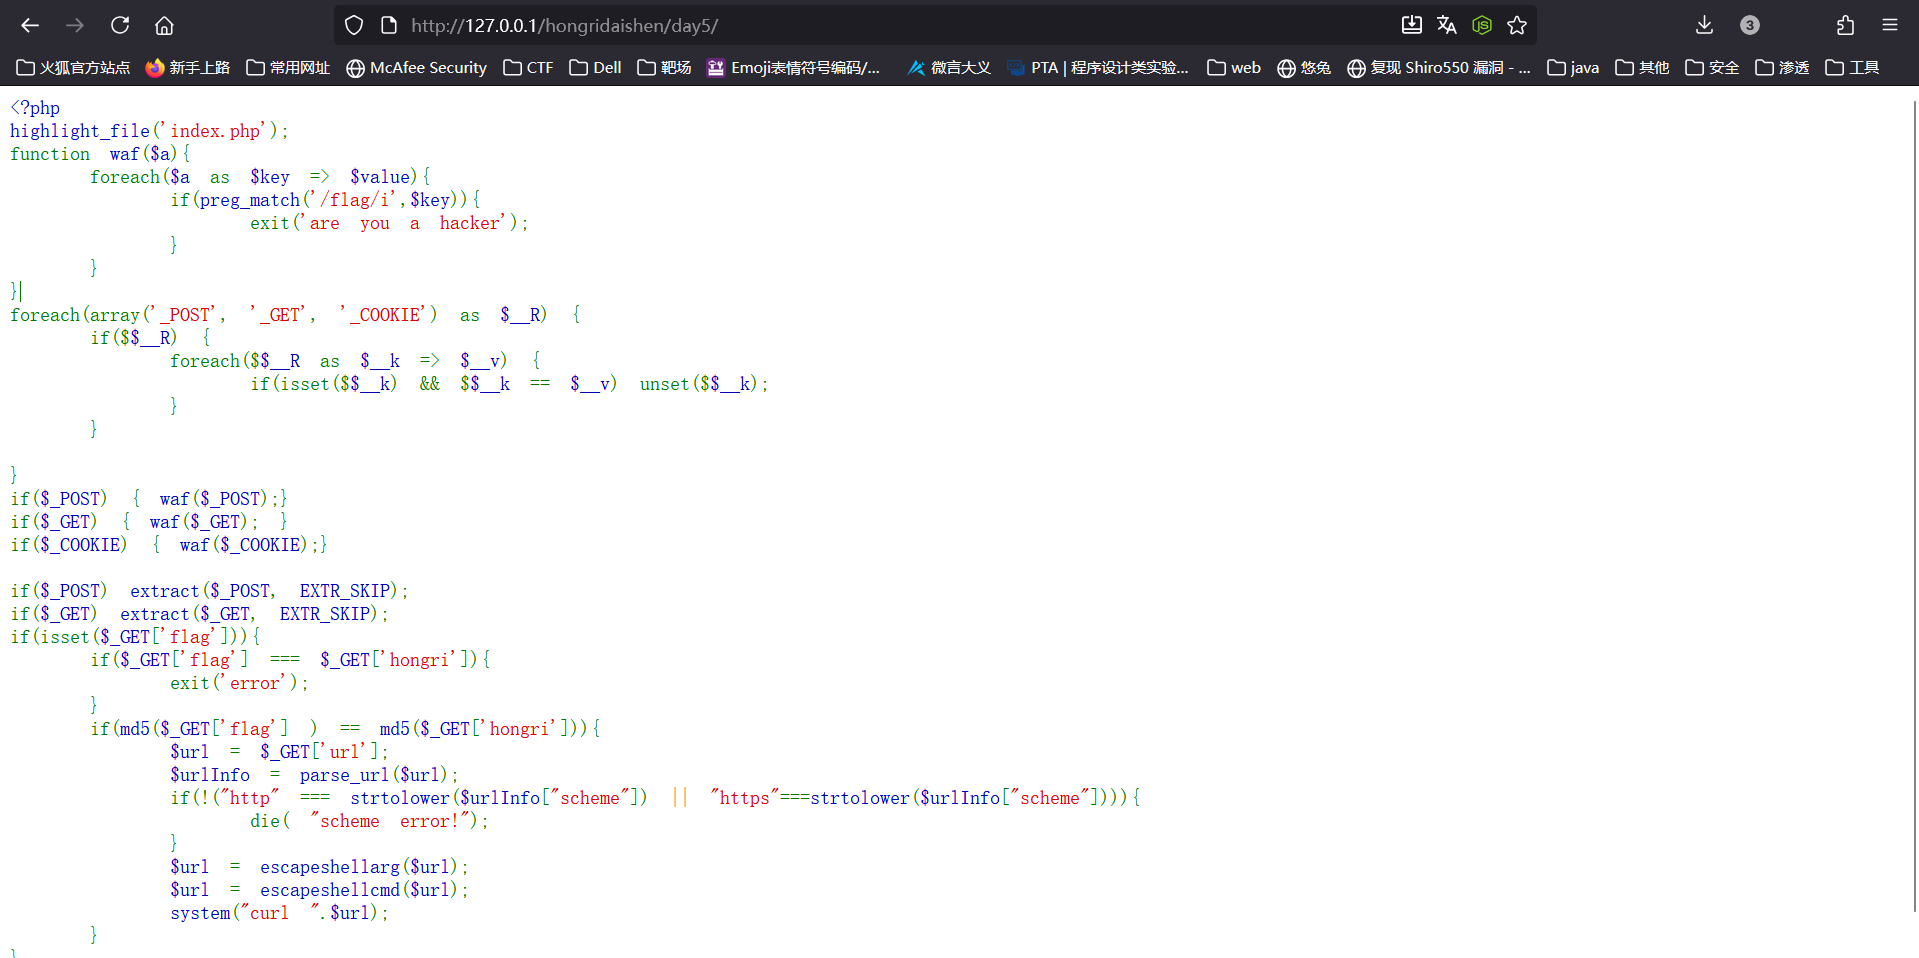 http://127.0.0.1/hongridaishen/day5/
3
火狐官方站点 新手上路 常用网址 McAfee Security CTF Dell 靶场 Emoji表情符号编码/... 微言大义 PTA | 程序设计类实验... web 悠兔 复现 Shiro550 漏洞 - ... java 其他 安全 渗透 工具
<?php
highlight_file('index.php');
function waf($a){
foreach($a as $key => $value){
if(preg_match('/flag/i',$key)){
exit('are you a hacker');
}
}
}
foreach(array('_POST', '_GET', '_COOKIE') as $__R) {
if($$__R) {
foreach($$__R as $__k => $__v) {
if(isset($$__k) && $$__k == $__v) unset($$__k);
}
}
}
if($_POST) { waf($_POST);}
if($_GET) { waf($_GET); }
if($_COOKIE) { waf($_COOKIE);}
if($_POST) extract($_POST, EXTR_SKIP);
if($_GET) extract($_GET, EXTR_SKIP);
if(isset($_GET['flag'])){
if($_GET['flag'] === $_GET['hongri']){
exit('error');
}
if(md5($_GET['flag'] ) == md5($_GET['hongri'])){
$url = $_GET['url'];
$urlInfo = parse_url($url);
if(!("http" === strtolower($urlInfo["scheme"]) || "https"===strtolower($urlInfo["scheme"]))){
die( "scheme error!");
}
$url = escapeshellarg($url);
$url = escapeshellcmd($url);
system("curl ".$url);
}
}